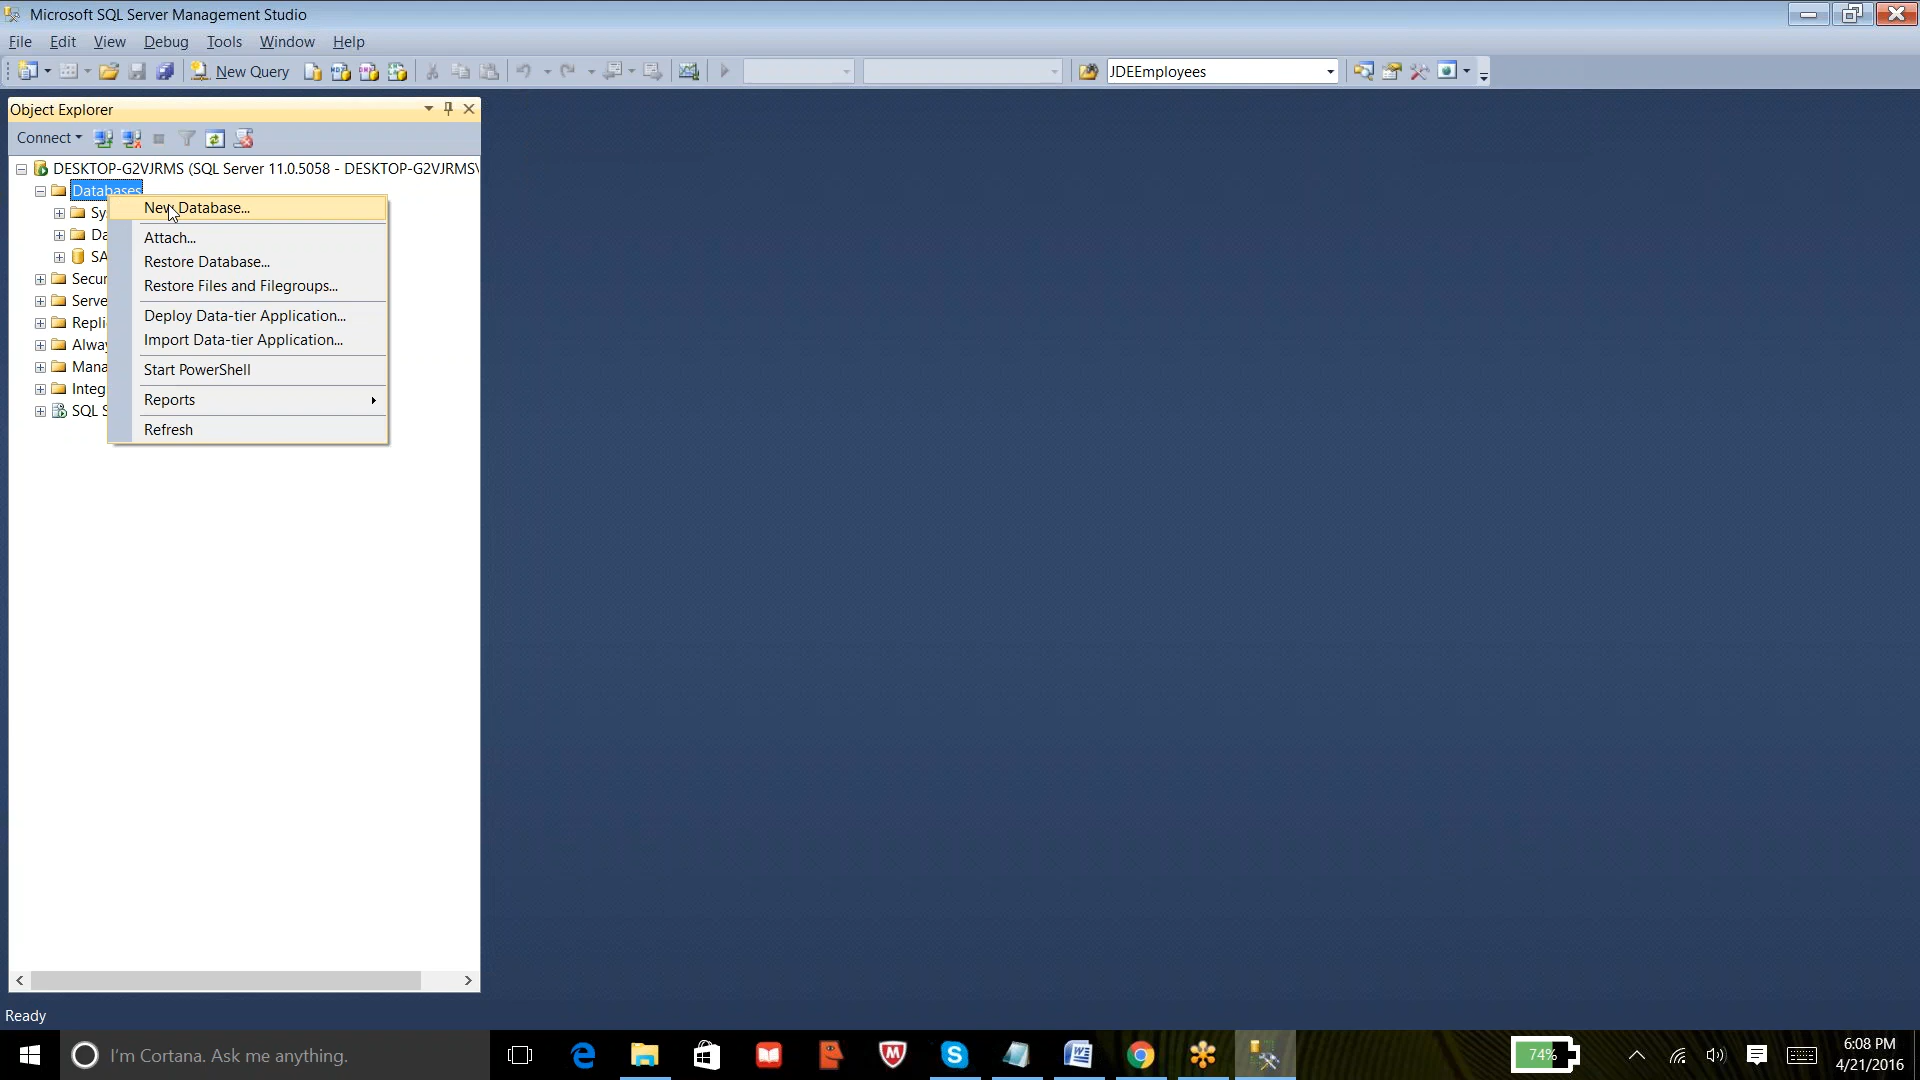 Microsoft SQL Server Management Studio
File Edit View Debug Tools Window Help
New Query JDEEmployees
Object Explorer
Connect
DESKTOP-G2VJRMS (SQL Server 11.0.5058 - DESKTOP-G2VJRMS\
Databases
New Database...
Sy
Attach...
Da
Restore Database...
SA
Restore Files and Filegroups...
Secur
Deploy Data-tier Application...
Serve
Import Data-tier Application...
Repli
Alway
Start PowerShell
Mana
Reports
Integ
Refresh
SQL S
Ready
I'm Cortana. Ask me anything.
74%
6:08 PM
4/21/2016